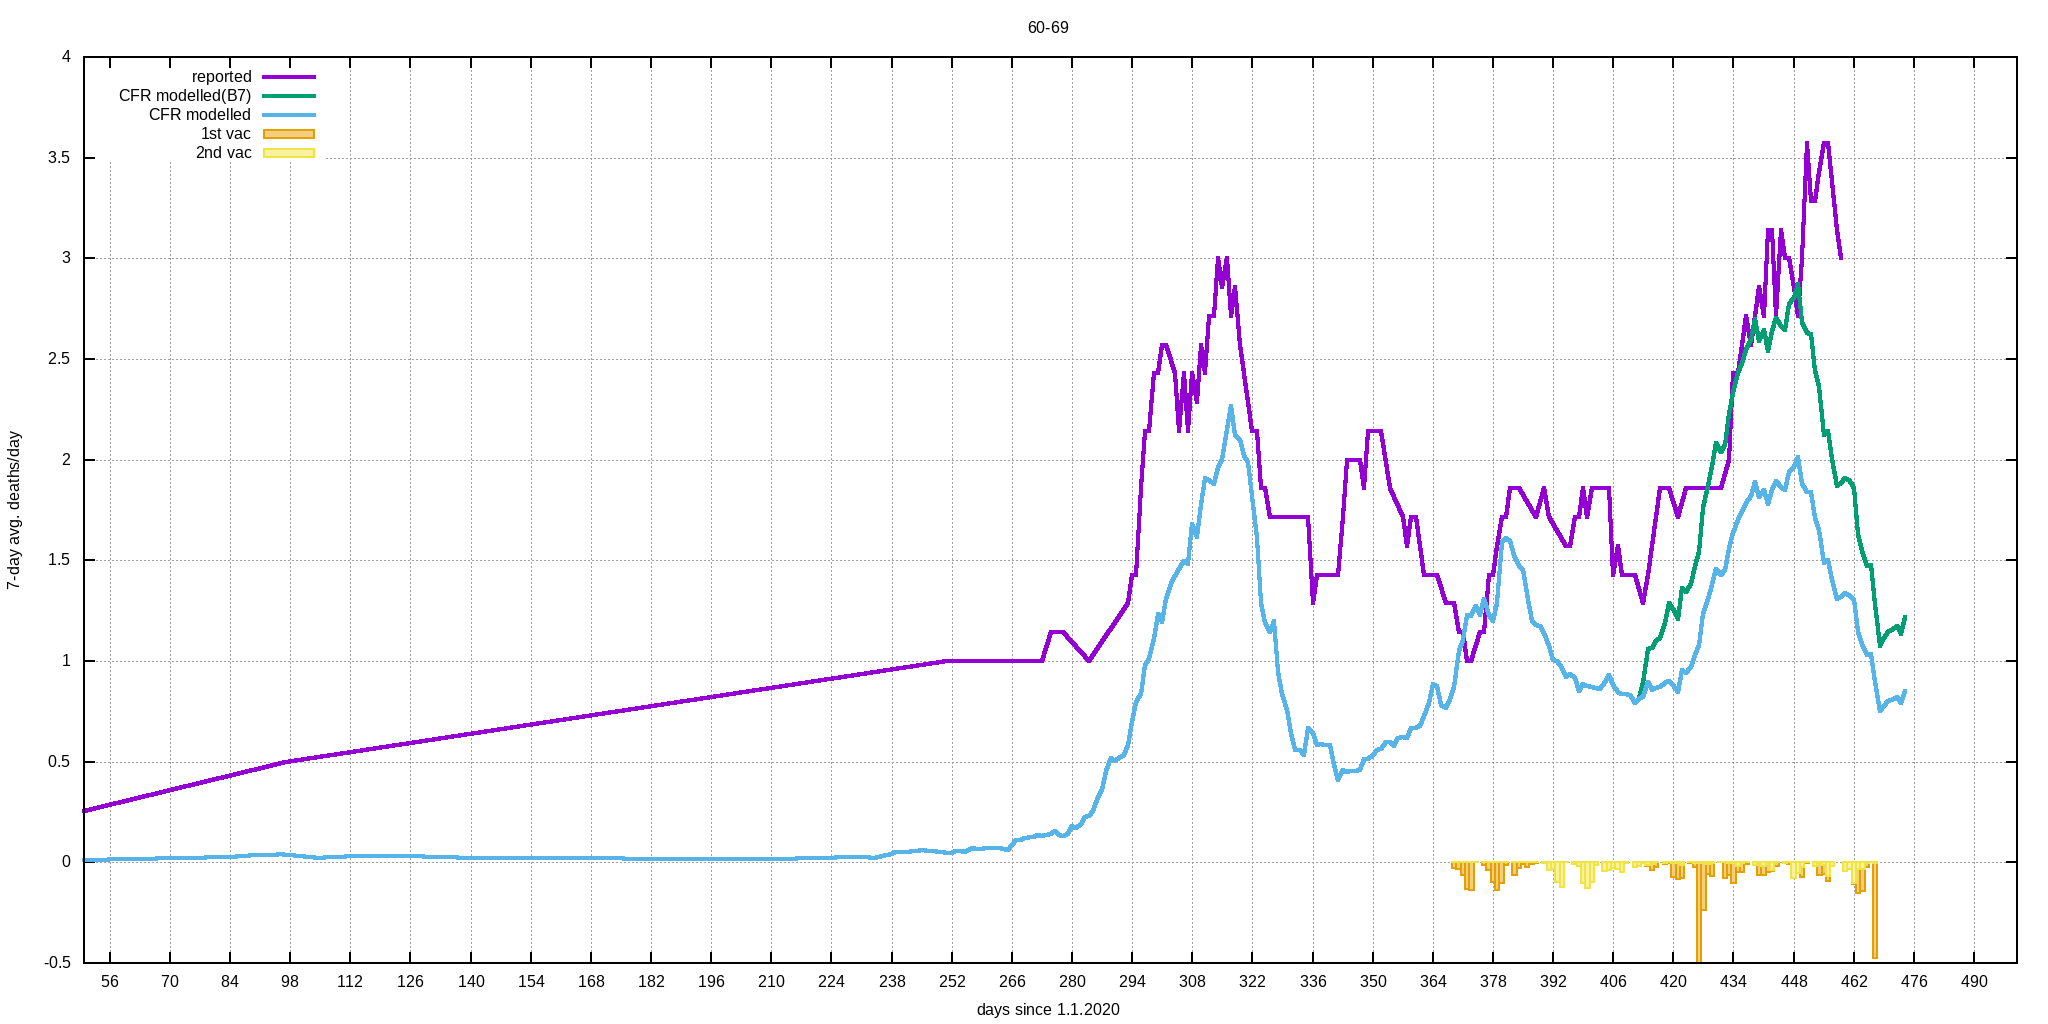 60-69
4
3.5
3
2.5
2
1.5
1
0.5
0
-0.5
7-day avg. deaths/day
reported
CFR modelled(B7)
CFR modelled
1st vac
2nd vac
56 70 84 98 112 126 140 154 168 182 196 210 224 238 252 266 280 294 308 322 336 350 364 378 392 406 420 434 448 462 476 490
days since 1.1.2020